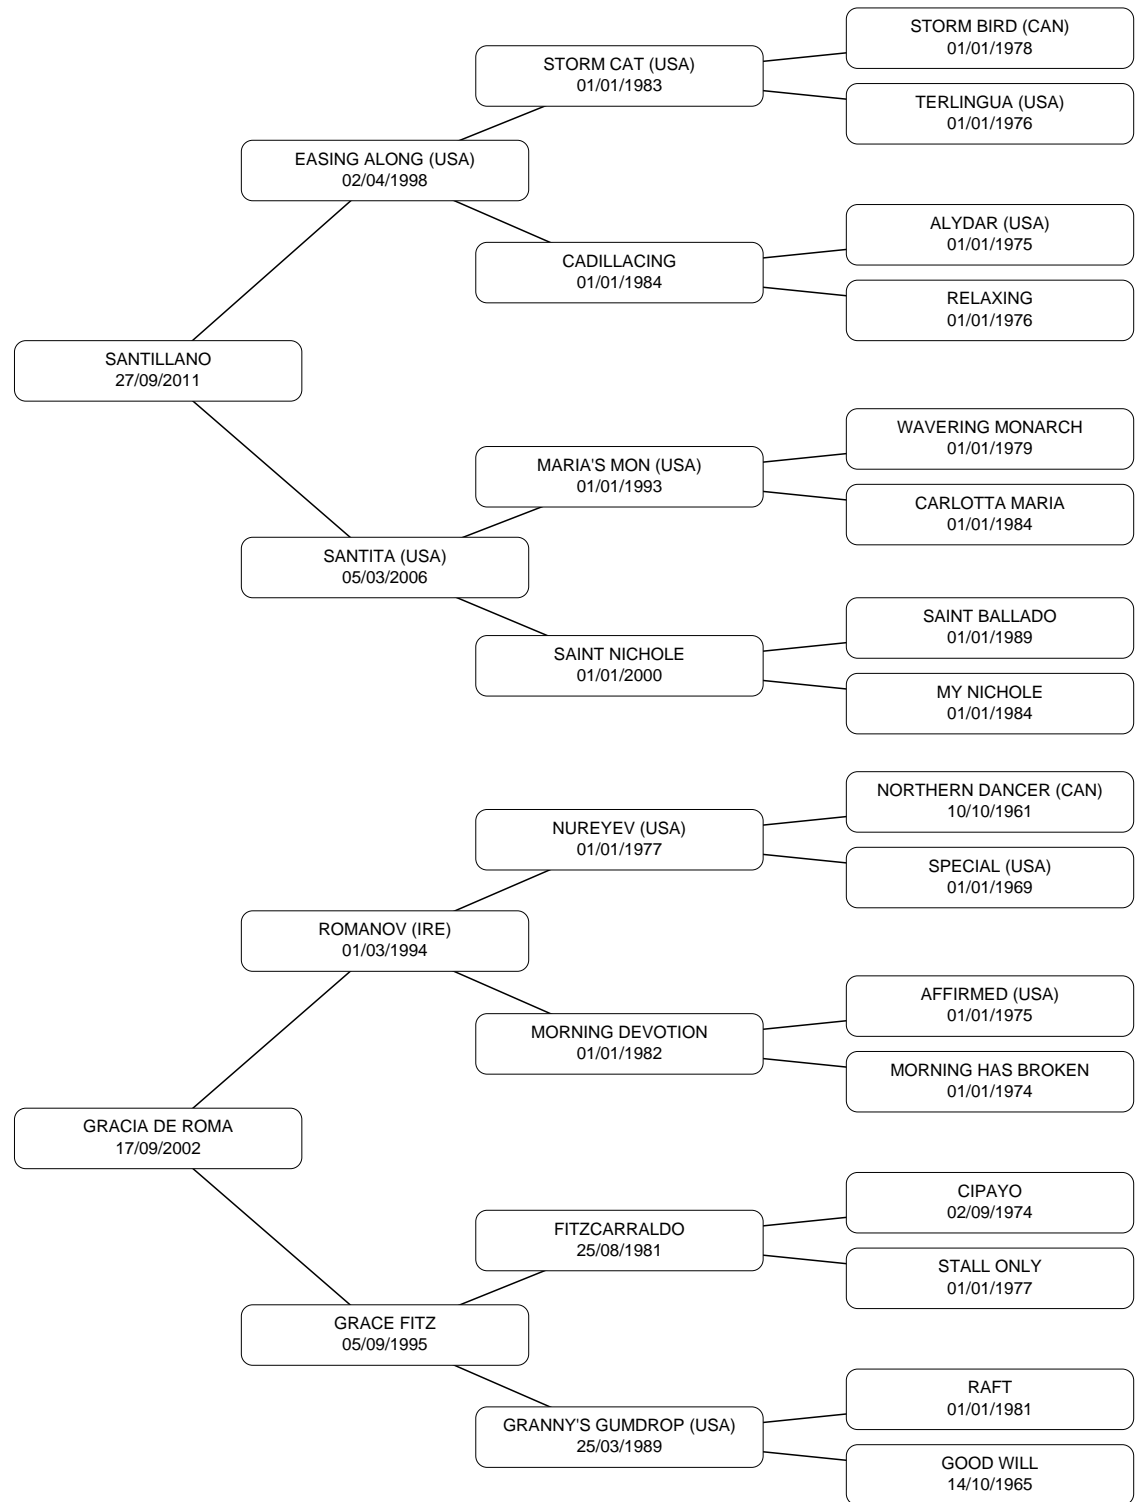 STORM BIRD (CAN)
01/01/1978
STORM CAT (USA)
01/01/1983
TERLINGUA (USA)
01/01/1976
EASING ALONG (USA)
02/04/1998
ALYDAR (USA)
01/01/1975
CADILLACING
01/01/1984
RELAXING
01/01/1976
SANTILLANO
27/09/2011
WAVERING MONARCH
01/01/1979
MARIA'S MON (USA)
01/01/1993
CARLOTTA MARIA
01/01/1984
SANTITA (USA)
05/03/2006
SAINT BALLADO
01/01/1989
SAINT NICHOLE
01/01/2000
MY NICHOLE
01/01/1984
NORTHERN DANCER (CAN)
10/10/1961
NUREYEV (USA)
01/01/1977
SPECIAL (USA)
01/01/1969
ROMANOV (IRE)
01/03/1994
AFFIRMED (USA)
01/01/1975
MORNING DEVOTION
01/01/1982
MORNING HAS BROKEN
01/01/1974
GRACIA DE ROMA
17/09/2002
CIPAYO
02/09/1974
FITZCARRALDO
25/08/1981
STALL ONLY
01/01/1977
GRACE FITZ
05/09/1995
RAFT
01/01/1981
GRANNY'S GUMDROP (USA)
25/03/1989
GOOD WILL
14/10/1965